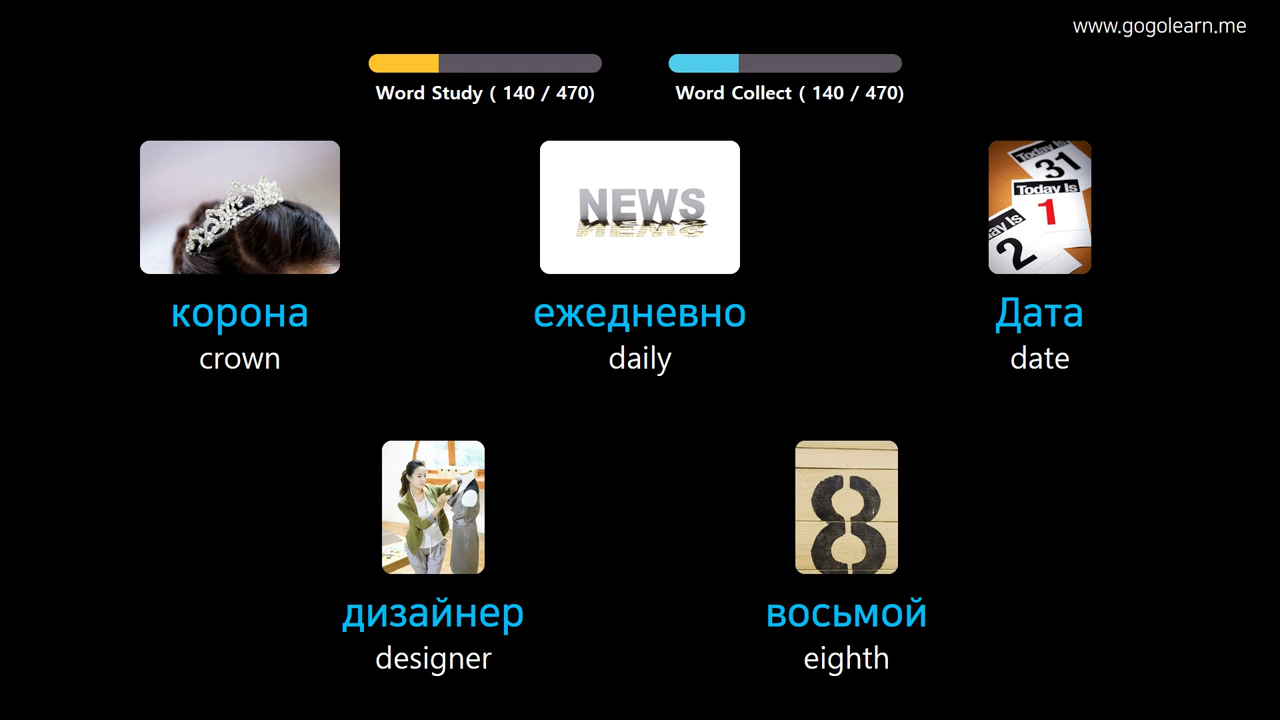 www.gogolearn.me
Word Study ( 140 / 470)
Word Collect ( 140 / 470)
NEWS
Today Is
31
Today Is
1
ay Is
2
корона
ежедневно
Дата
crown
daily
date
8
дизайнер
восьмой
designer
eighth